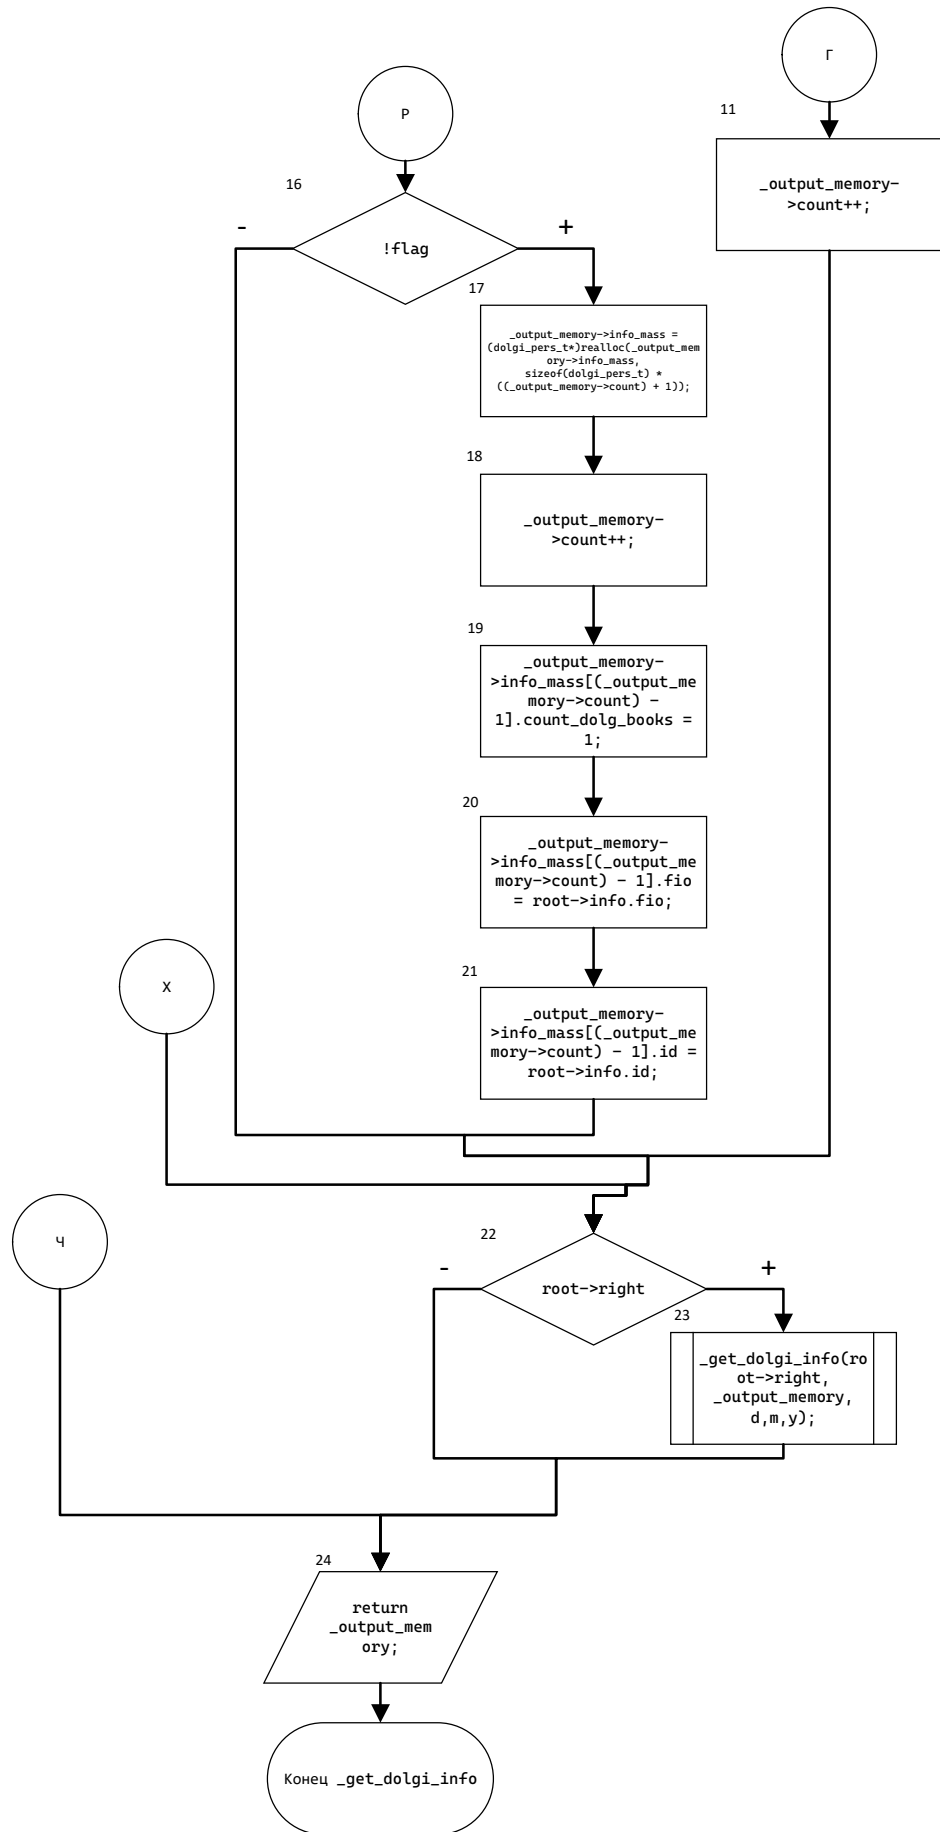 Г
11
_output_memory-
>count++;
Р
16
-
!flag
+
17
_output_memory->info_mass =
(dolgi_pers_t*)realloc(_output_mem
ory->info_mass,
sizeof(dolgi_pers_t) *
((_output_memory->count) + 1));
18
_output_memory-
>count++;
19
_output_memory-
>info_mass[(_output_me
mory->count) -
1].count_dolg_books =
1;
20
_output_memory-
>info_mass[(_output_me
mory->count) - 1].fio
= root->info.fio;
Х
21
_output_memory-
>info_mass[(_output_me
mory->count) - 1].id =
root->info.id;
Ч
22
-
root->right
+
23
_get_dolgi_info(ro
ot->right,
_output_memory,
d,m,y);
24
return
_output_mem
ory;
Конец _get_dolgi_info